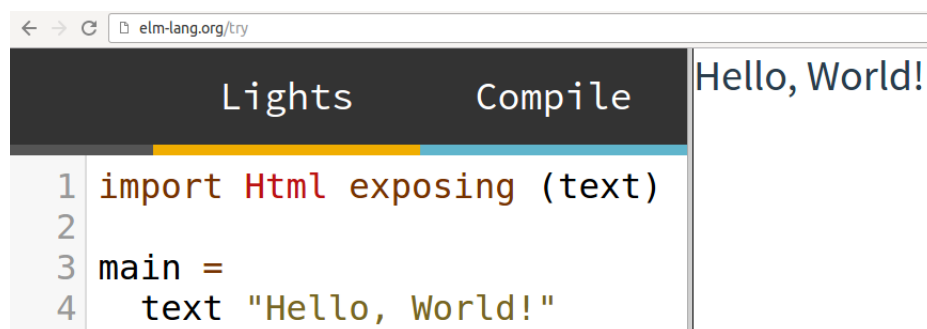 elm-lang.org/try
Lights Compile
Hello, World!
1 import Html exposing (text)
2
3 main =
4   text "Hello, World!"